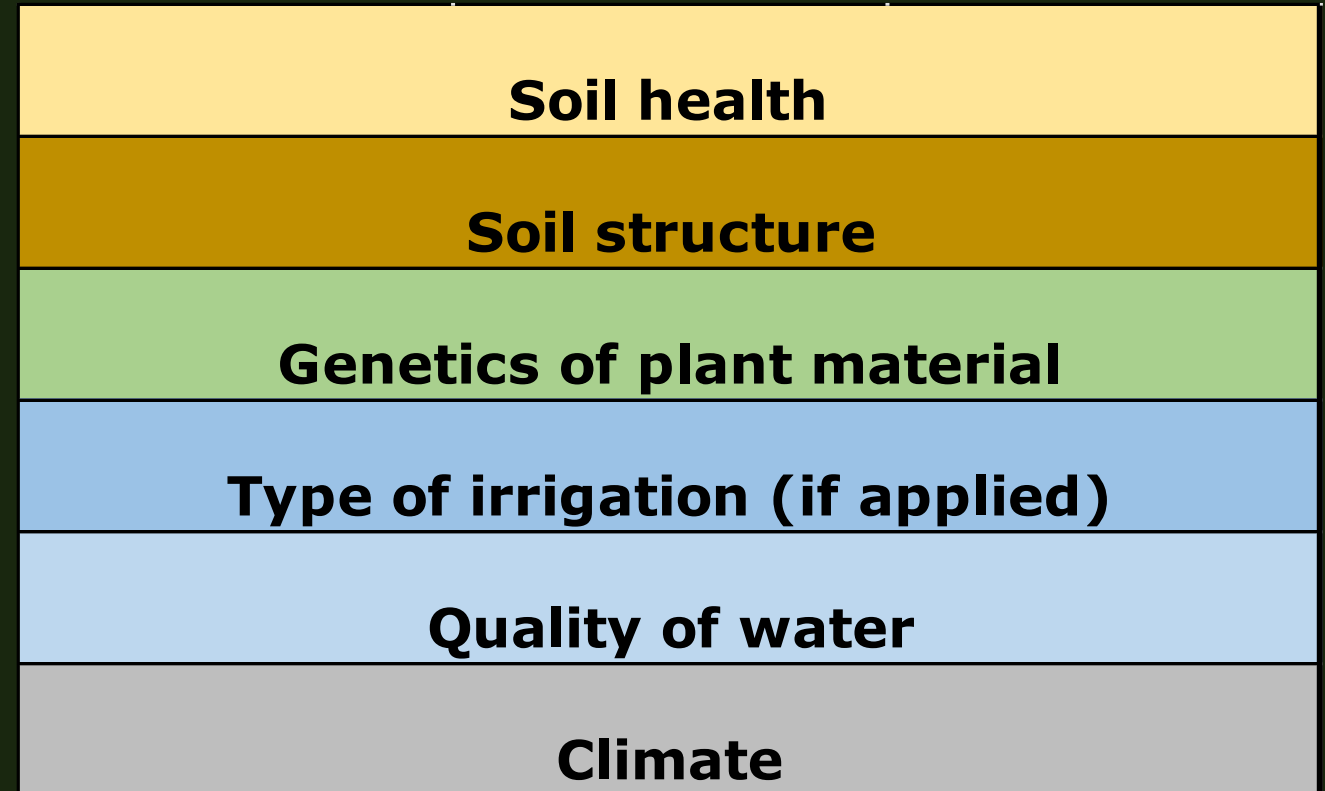 Soil health
Soil structure
Genetics of plant material
Type of irrigation (if applied)
Quality of water
Climate